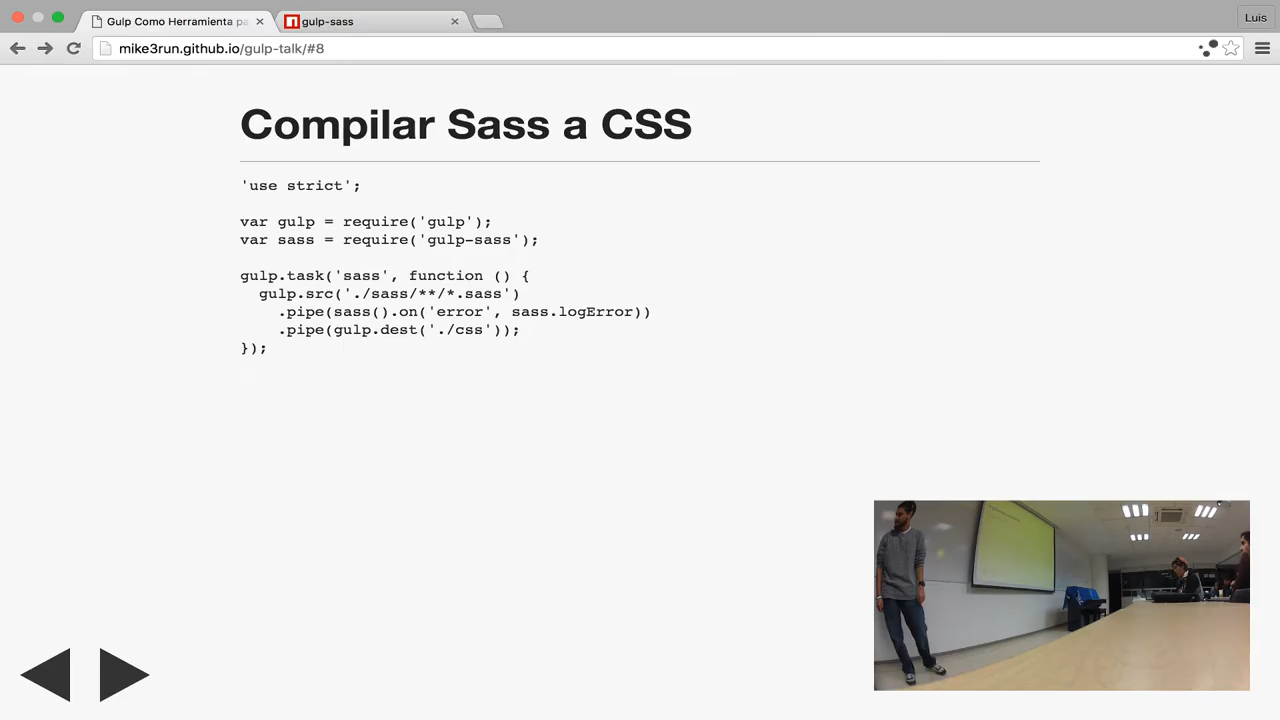 Gulp Como Herramienta pa
gulp-sass
Luis
mike3run.github.io/gulp-talk/#8
Compilar Sass a CSS
'use strict';
var gulp = require('gulp');
var sass = require('gulp-sass');
gulp.task('sass', function () {
gulp.src('./sass/**/*.sass')
.pipe(sass().on('error', sass.logError))
.pipe(gulp.dest('./css'));
});